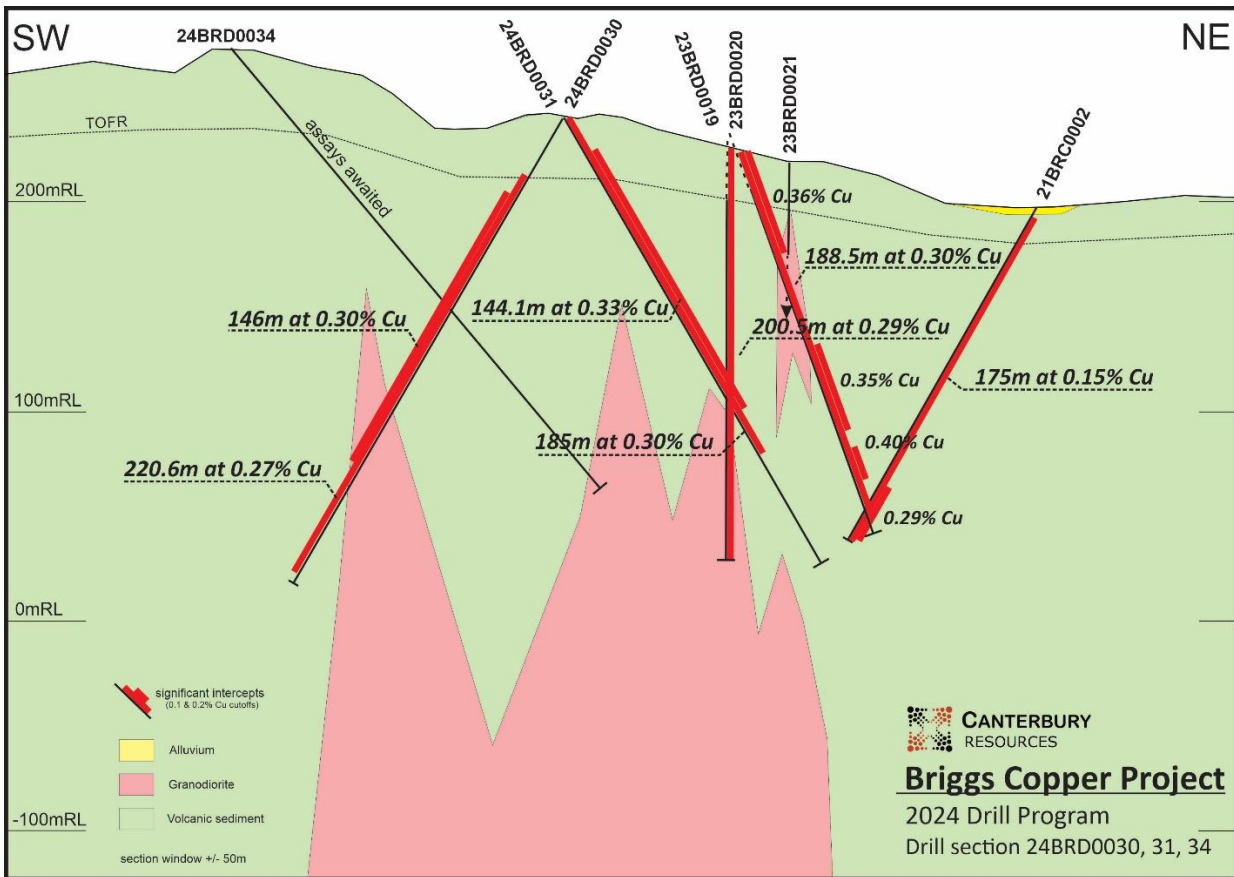 SW
NE
24BRD0034
24BRD0031
24BRD0030
23BRD0019
23BRD0020
23BRD0021
21BRC0002
TOFR
assays awaited
200mRL
0.36% Cu
188.5m at 0.30% Cu
146m at 0.30% Cu
144.1m at 0.33% Cu
200.5m at 0.29% Cu
0.35% Cu
175m at 0.15% Cu
100mRL
185m at 0.30% Cu
0.40% Cu
220.6m at 0.27% Cu
0.29% Cu
0mRL
significant intercepts
(0.1 & 0.2% Cu cutoffs)
Alluvium
Granodiorite
Volcanic sediment
-100mRL
section window +/- 50m
CANTERBURY
RESOURCES
Briggs Copper Project
2024 Drill Program
Drill section 24BRD0030, 31, 34